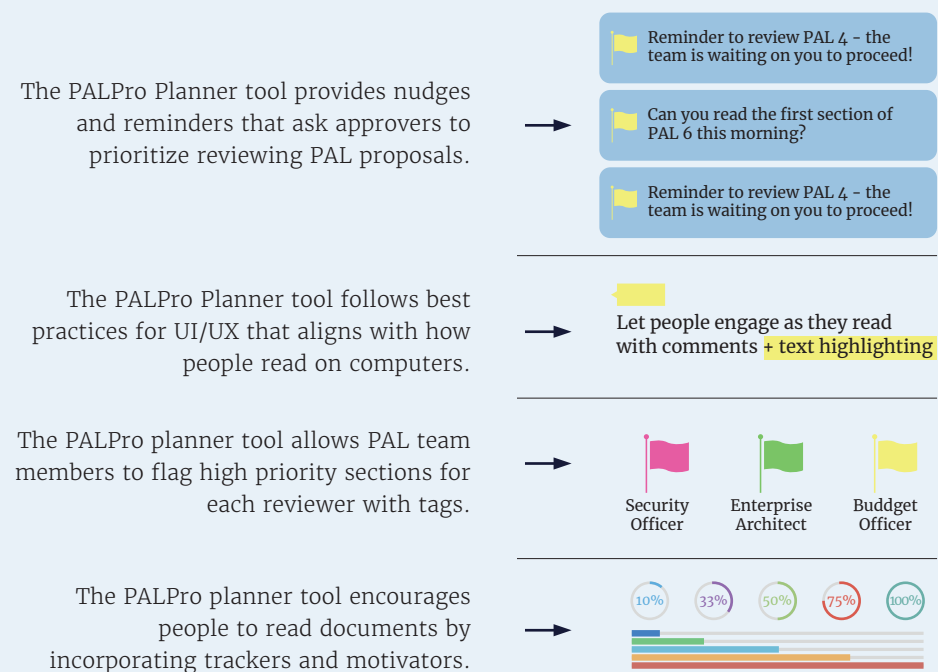 The PALPro Planner tool provides nudges
and reminders that ask approvers to
prioritize reviewing PAL proposals.
Reminder to review PAL 4 - the
team is waiting on you to proceed!
Can you read the first section of
PAL 6 this morning?
Reminder to review PAL 4 - the
team is waiting on you to proceed!
The PALPro Planner tool follows best
practices for UI/UX that aligns with how
people read on computers.
Let people engage as they read
with comments + text highlighting
The PALPro planner tool allows PAL team
members to flag high priority sections for
each reviewer with tags.
Security
Officer
Enterprise
Architect
Buddget
Officer
The PALPro planner tool encourages
people to read documents by
incorporating trackers and motivators.
10% 33% 50% 75% 100%